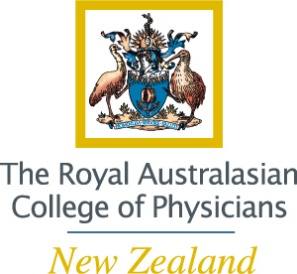 The Royal Australasian
College of Physicians
New Zealand